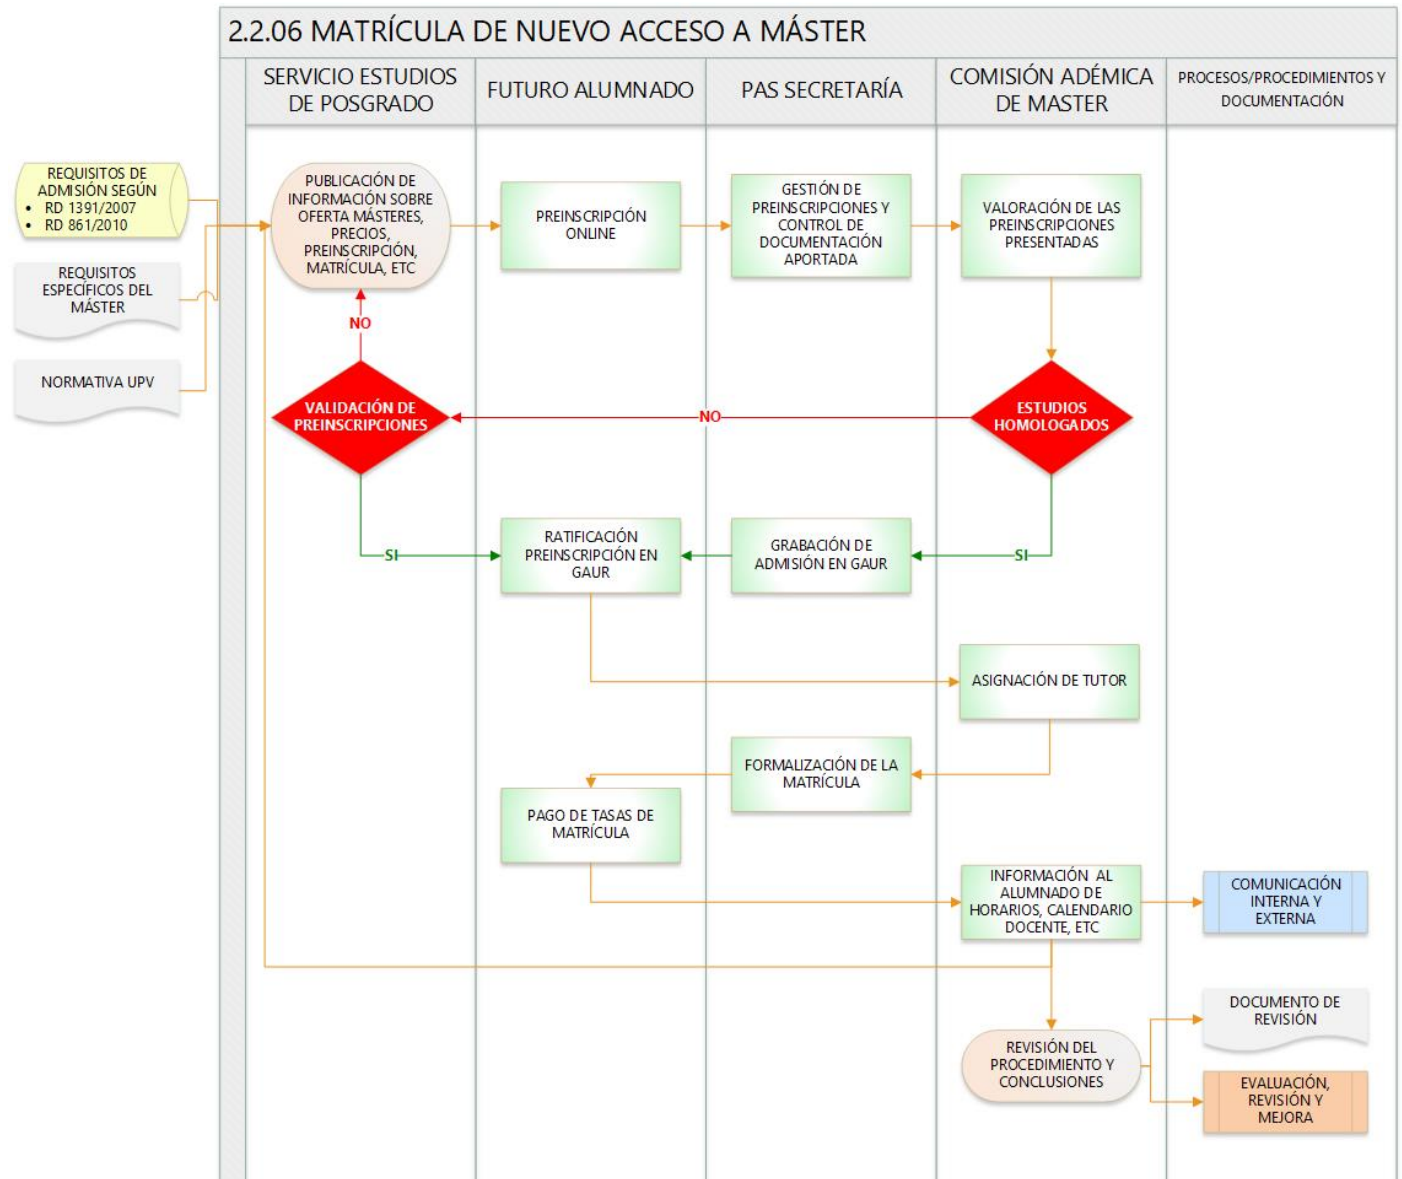 2.2.06 MATRÍCULA DE NUEVO ACCESO A MÁSTER
SERVICIO ESTUDIOS
DE POSGRADO
FUTURO ALUMNADO
PAS SECRETARÍA
COMISIÓN ADÉMICA
DE MASTER
PROCESOS/PROCEDIMIENTOS Y
DOCUMENTACIÓN
REQUISITOS DE
ADMISIÓN SEGÚN
• RD 1391/2007
• RD 861/2010
REQUISITOS
ESPECÍFICOS DEL
MÁSTER
NORMATIVA UPV
PUBLICACIÓN DE
INFORMACIÓN SOBRE
OFERTA MÁSTERES,
PRECIOS,
PREINSCRIPCIÓN,
MATRÍCULA, ETC
PREINSCRIPCIÓN
ONLINE
GESTIÓN DE
PREINSCRIPCIONES Y
CONTROL DE
DOCUMENTACIÓN
APORTADA
VALORACIÓN DE LAS
PREINSCRIPCIONES
PRESENTADAS
NO
VALIDACIÓN DE
PREINSCRIPCIONES
NO
ESTUDIOS
HOMOLOGADOS
SI
RATIFICACIÓN
PREINSCRIPCIÓN EN
GAUR
GRABACIÓN DE
ADMISIÓN EN GAUR
SI
ASIGNACIÓN DE TUTOR
FORMALIZACIÓN DE LA
MATRÍCULA
PAGO DE TASAS DE
MATRÍCULA
INFORMACIÓN AL
ALUMNADO DE
HORARIOS, CALENDARIO
DOCENTE, ETC
COMUNICACIÓN
INTERNA Y
EXTERNA
DOCUMENTO DE
REVISIÓN
REVISIÓN DEL
PROCEDIMIENTO Y
CONCLUSIONES
EVALUACIÓN,
REVISIÓN Y
MEJORA